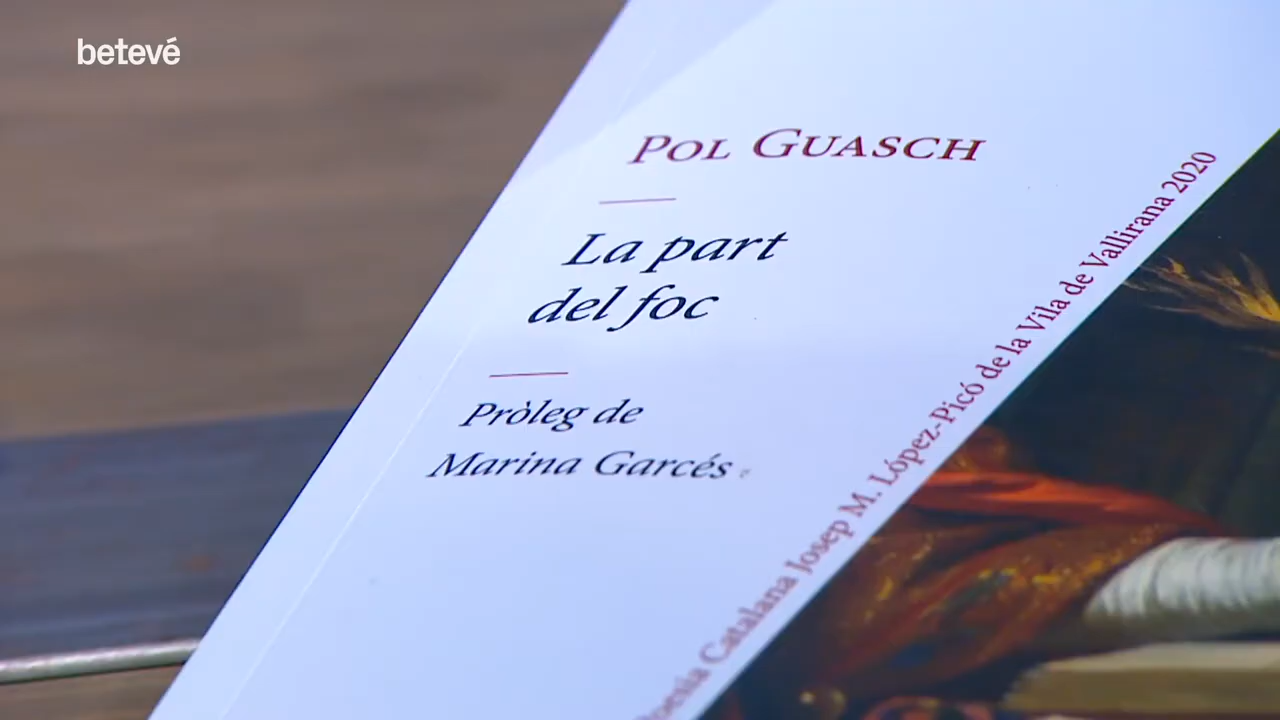 betevé
POL GUASCH
La part
del foc
Pròleg de
Marina Garcés
Poesia Catalana Josep M. López-Picó de la Vila de Vallirana 2020